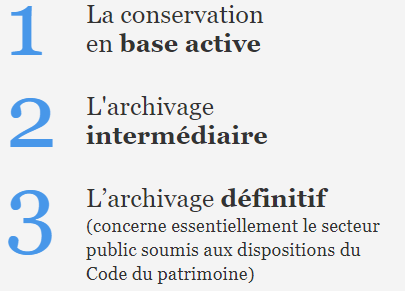 1 La conservation
en base active
2 L'archivage
intermédiaire
3 L’archivage définitif
(concerne essentiellement le secteur
public soumis aux dispositions du
Code du patrimoine)